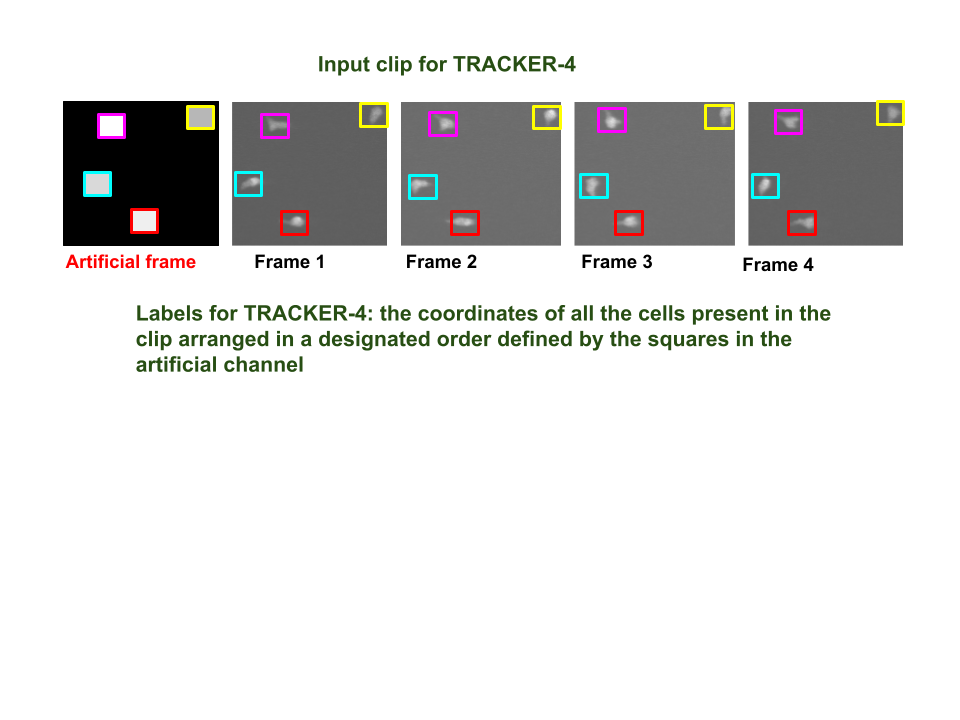 Input clip for TRACKER-4
Artificial frame
Frame 1
Frame 2
Frame 3
Frame 4
Labels for TRACKER-4: the coordinates of all the cells present in the
clip arranged in a designated order defined by the squares in the
artificial channel